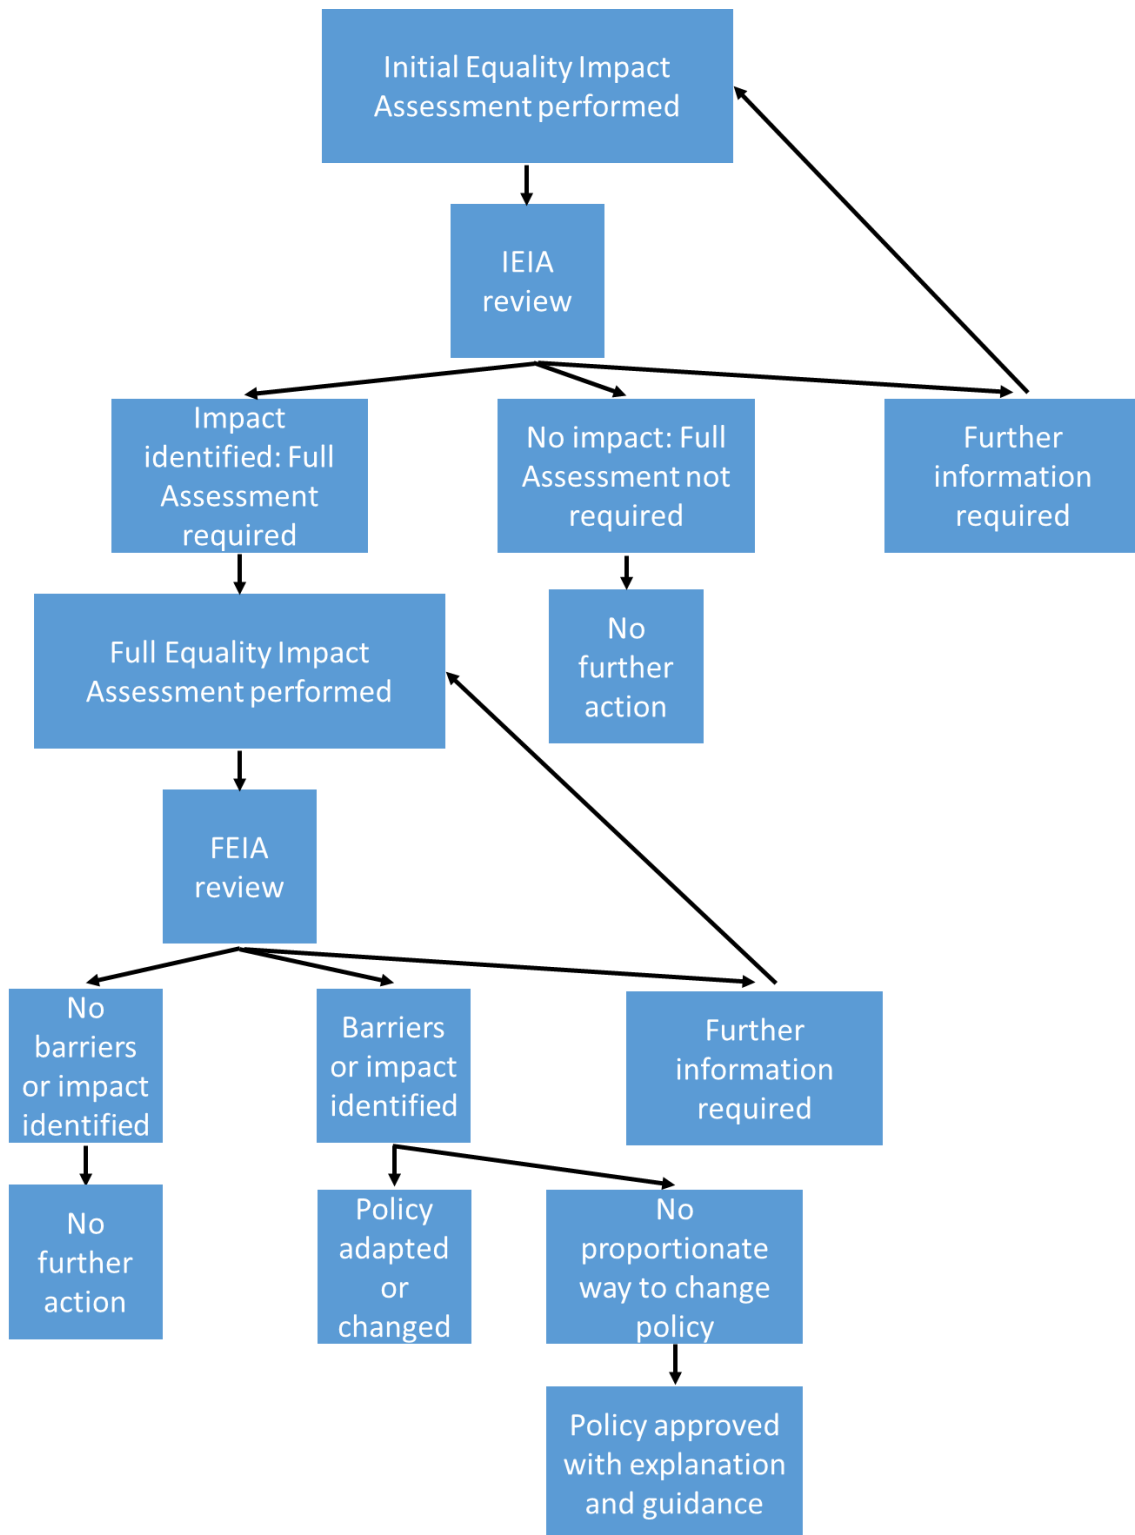 Initial Equality Impact
Assessment performed
IEIA
review
Impact
identified: Full
Assessment
required
No impact: Full
Assessment not
required
Further
information
required
No
further
action
Full Equality Impact
Assessment performed
FEIA
review
No
barriers
or impact
identified
Barriers
or impact
identified
Further
information
required
No
further
action
Policy
adapted
or
changed
No
proportionate
way to change
policy
Policy approved
with explanation
and guidance